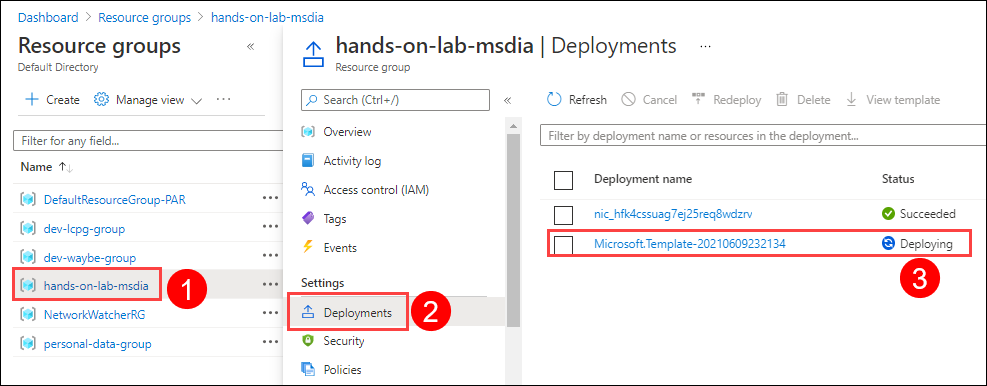 Dashboard > Resource groups > hands-on-lab-msdia
Resource groups
Default Directory
Create
Manage view
Filter for any field...
Name
DefaultResourceGroup-PAR
dev-lcpg-group
dev-waybe-group
hands-on-lab-msdia
1
NetworkWatcherRG
personal-data-group
hands-on-lab-msdia | Deployments
Resource group
Search (Ctrl+/)
Overview
Activity log
Access control (IAM)
Tags
Events
Settings
Deployments
2
Security
Policies
Refresh
Cancel
Redeploy
Delete
View template
Filter by deployment name or resources in the deployment...
Deployment name Status
nic_hfk4cssuag7ej25req8wdzrv Succeeded
Microsoft.Template-20210609232134 Deploying
3